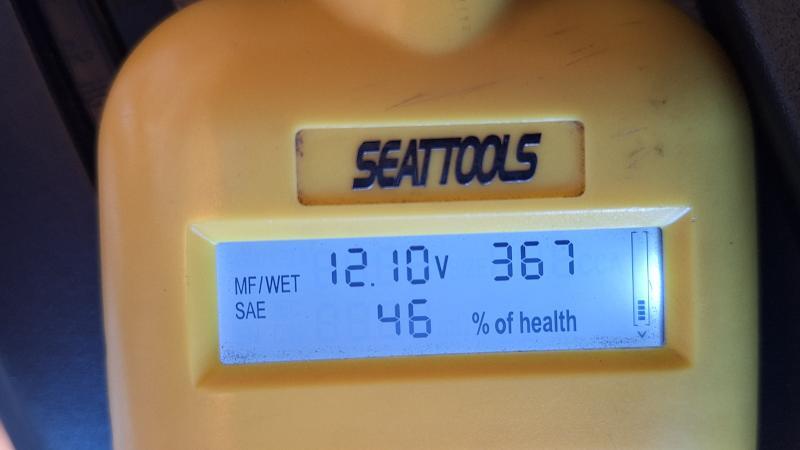 SEATTOOLS
MF/WET 12.10V 367
SAE 46 % of health